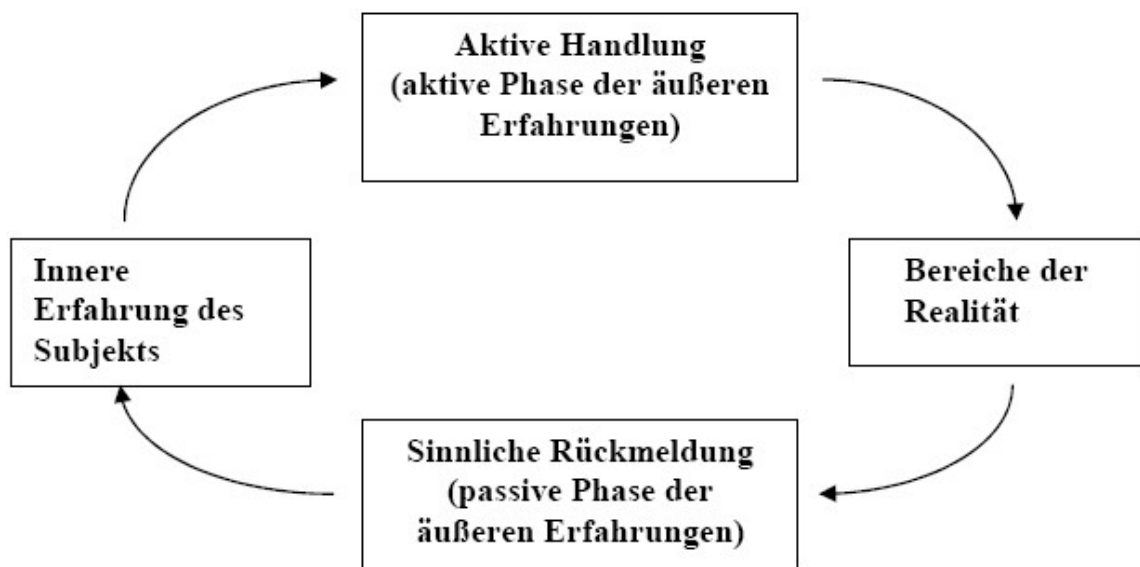 Aktive Handlung
(aktive Phase der äußeren
Erfahrungen)
Innere
Erfahrung des
Subjekts
Bereiche der
Realität
Sinnliche Rückmeldung
(passive Phase der
äußeren Erfahrungen)